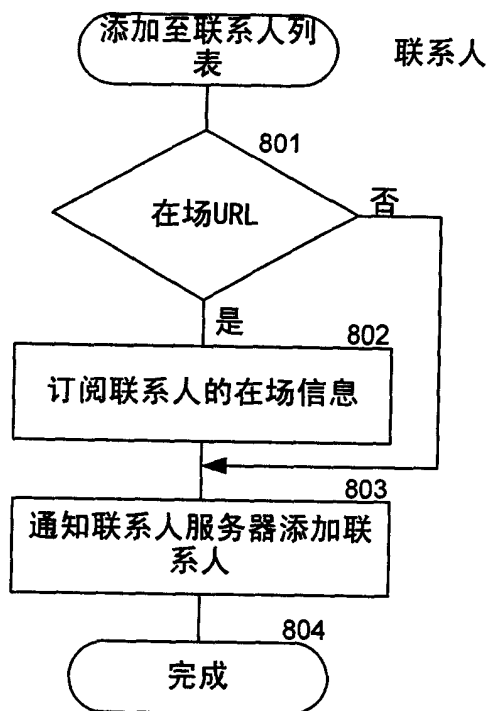 添加至联系人列
表
联系人
801
在场URL
否
是
802
订阅联系人的在场信息
803
通知联系人服务器添加联
系人
804
完成